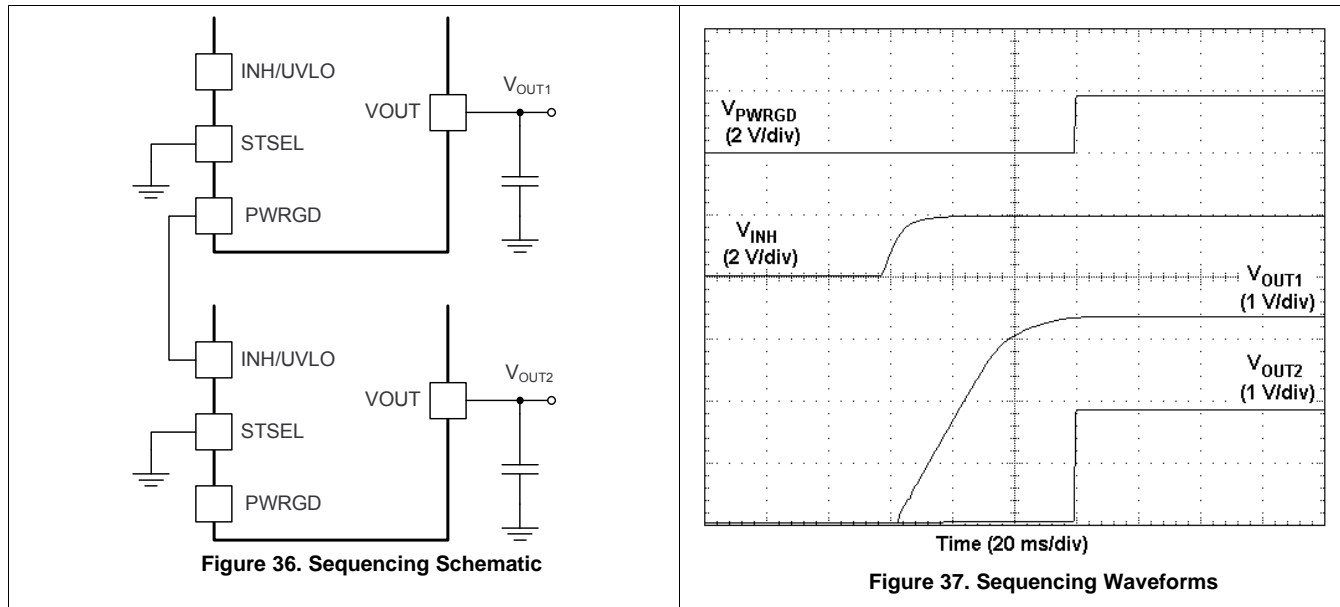 INH/UVLO
VOUT
VOUT1
STSEL
PWRGD
INH/UVLO
VOUT
VOUT2
STSEL
PWRGD
Figure 36. Sequencing Schematic
VPWRGD
(2 V/div)
VINH
(2 V/div)
VOUT1
(1 V/div)
VOUT2
(1 V/div)
Time (20 ms/div)
Figure 37. Sequencing Waveforms